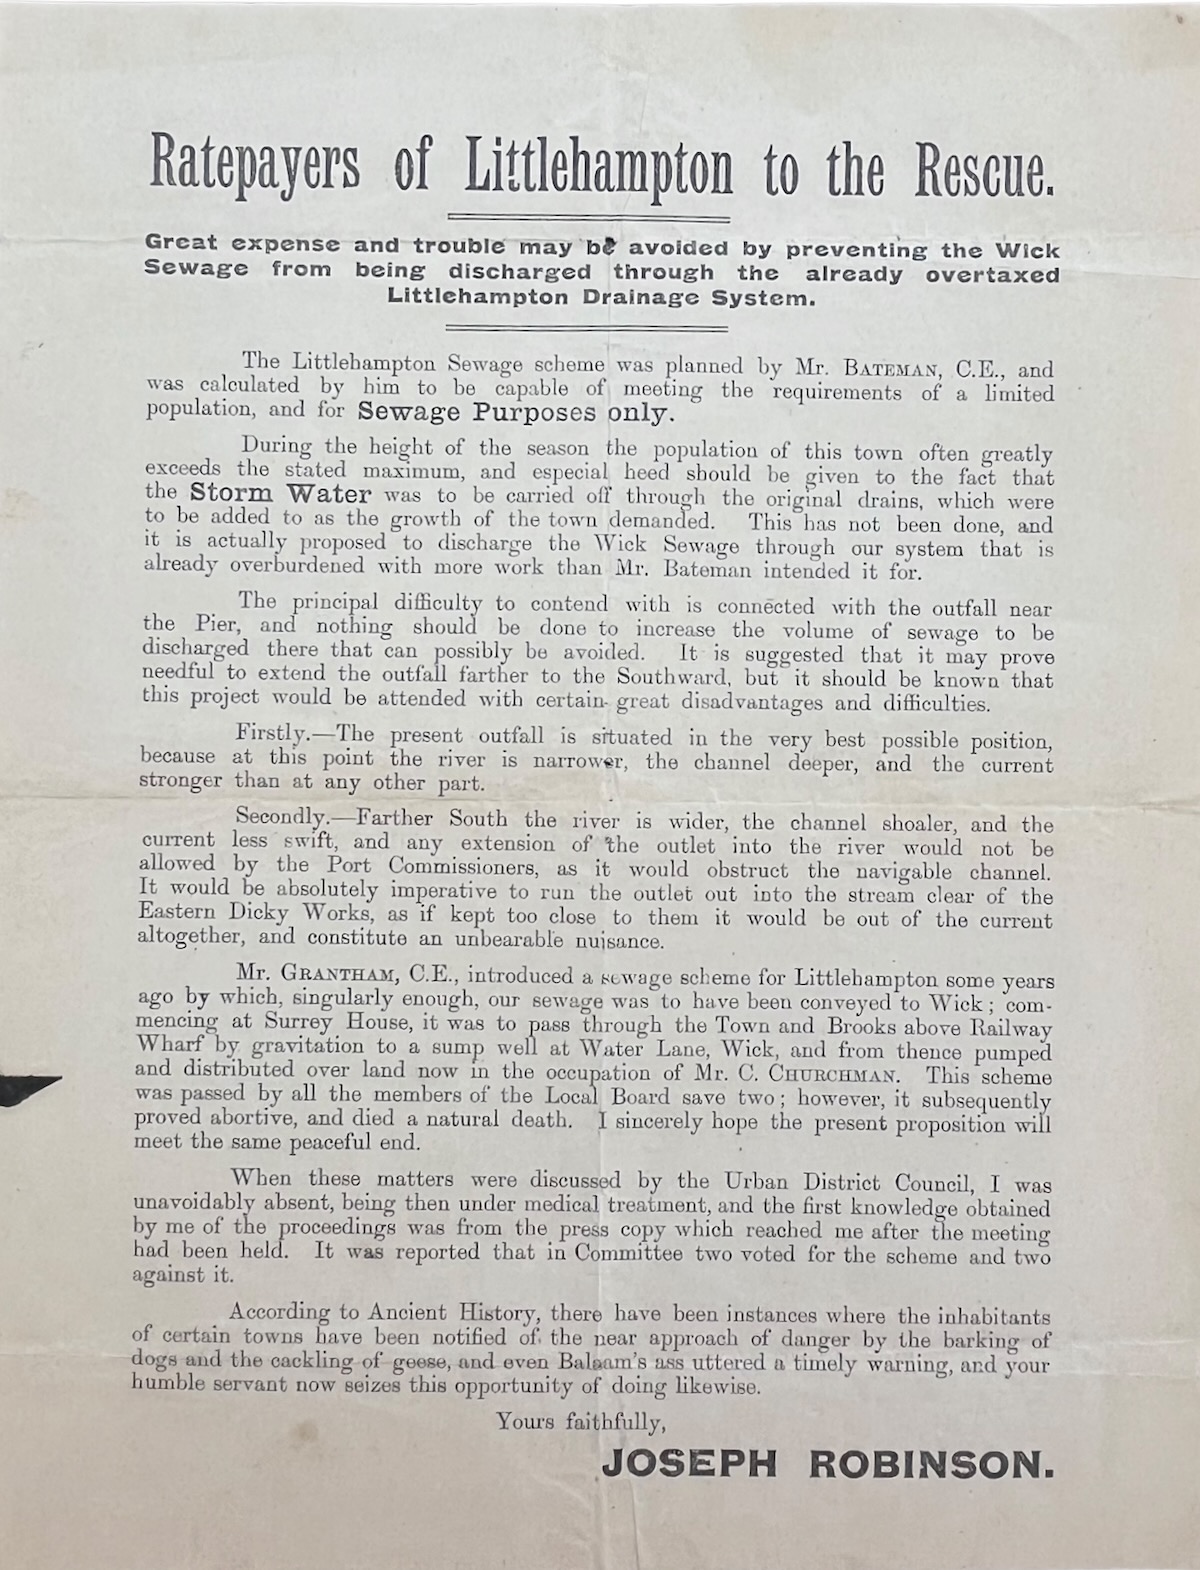 Ratepayers of Littlehampton to the Rescue.
Great expense and trouble may be avoided by preventing the Wick
Sewage from being discharged through the already overtaxed
Littlehampton Drainage System.
The Littlehampton Sewage scheme was planned by Mr. BATEMAN, C.E., and
was calculated by him to be capable of meeting the requirements of a limited
population, and for Sewage Purposes only.
During the height of the season the population of this town often greatly
exceeds the stated maximum, and especial heed should be given to the fact that
the Storm Water was to be carried off through the original drains, which were
to be added to as the growth of the town demanded. This has not been done, and
it is actually proposed to discharge the Wick Sewage through our system that is
already overburdened with more work than Mr. Bateman intended it for.
The principal difficulty to contend with is connected with the outfall near
the Pier, and nothing should be done to increase the volume of sewage to be
discharged there that can possibly be avoided. It is suggested that it may prove
needful to extend the outfall farther to the Southward, but it should be known that
this project would be attended with certain great disadvantages and difficulties.
Firstly.—The present outfall is situated in the very best possible position,
because at this point the river is narrower, the channel deeper, and the current
stronger than at any other part.
Secondly.—Farther South the river is wider, the channel shoaler, and the
current less swift, and any extension of the outlet into the river would not be
allowed by the Port Commissioners, as it would obstruct the navigable channel.
It would be absolutely imperative to run the outlet out into the stream clear of the
Eastern Dicky Works, as if kept too close to them it would be out of the current
altogether, and constitute an unbearable nuisance.
Mr. GRANTHAM, C.E., introduced a sewage scheme for Littlehampton some years
ago by which, singularly enough, our sewage was to have been conveyed to Wick; com-
mencing at Surrey House, it was to pass through the Town and Brooks above Railway
Wharf by gravitation to a sump well at Water Lane, Wick, and from thence pumped
and distributed over land now in the occupation of Mr. C. CHURCHMAN. This scheme
was passed by all the members of the Local Board save two; however, it subsequently
proved abortive, and died a natural death. I sincerely hope the present proposition will
meet the same peaceful end.
When these matters were discussed by the Urban District Council, I was
unavoidably absent, being then under medical treatment, and the first knowledge obtained
by me of the proceedings was from the press copy which reached me after the meeting
had been held. It was reported that in Committee two voted for the scheme and two
against it.
According to Ancient History, there have been instances where the inhabitants
of certain towns have been notified of the near approach of danger by the barking of
dogs and the cackling of geese, and even Balaam's ass uttered a timely warning, and your
humble servant now seizes this opportunity of doing likewise.
Yours faithfully,
JOSEPH ROBINSON.